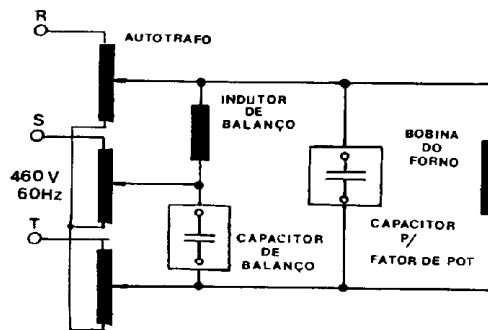 R
AUTOTRAFO
INDUTOR
DE
BALANÇO
S
460 V
60Hz
T
BOBINA
DO
FORNO
CAPACITOR
DE
BALANÇO
CAPACITOR
P/
FATOR DE POT